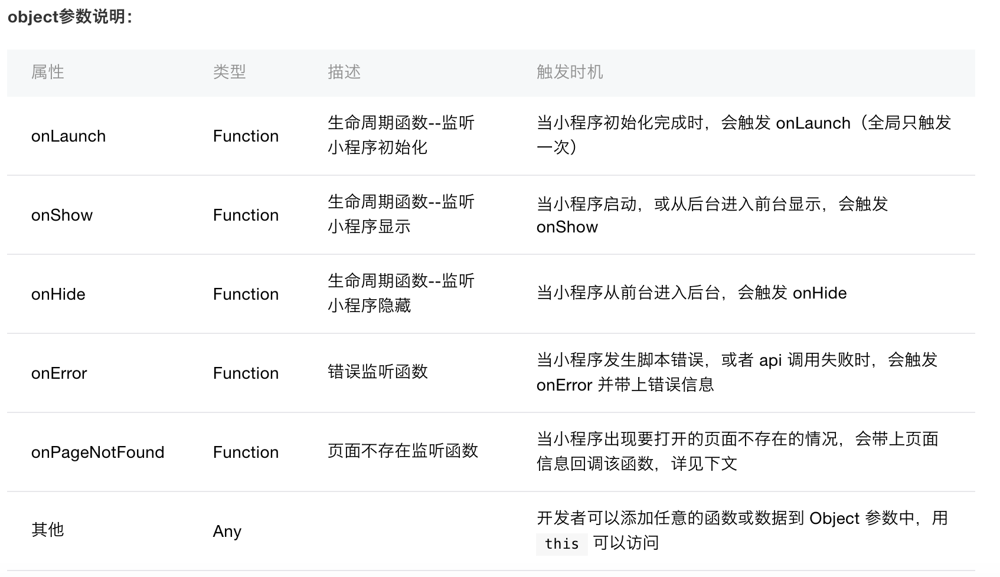 object参数说明：
属性 类型 描述 触发时机
onLaunch Function 生命周期函数--监听 当小程序初始化完成时，会触发 onLaunch（全局只触发
小程序初始化 一次）
onShow Function 生命周期函数--监听 当小程序启动，或从后台进入前台显示，会触发
小程序显示 onShow
onHide Function 生命周期函数--监听 当小程序从前台进入后台，会触发 onHide
小程序隐藏
onError Function 错误监听函数 当小程序发生脚本错误，或者 api 调用失败时，会触发
onError 并带上错误信息
onPageNotFound Function 页面不存在监听函数 当小程序出现要打开的页面不存在的情况，会带上页面
信息回调该函数，详见下文
其他 Any 开发者可以添加任意的函数或数据到 Object 参数中，用
this 可以访问